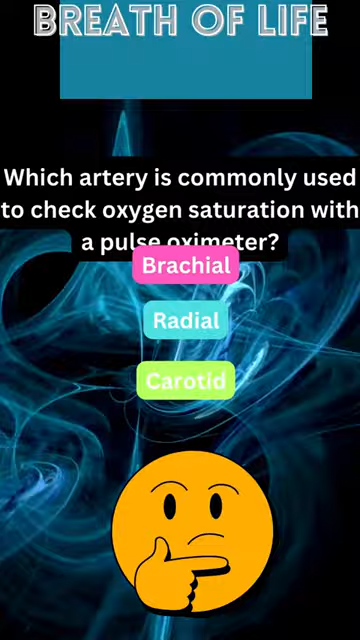 BREATH OF LIFE
Which artery is commonly used
to check oxygen saturation with
a pulse oximeter?
Brachial
Radial
Carotid